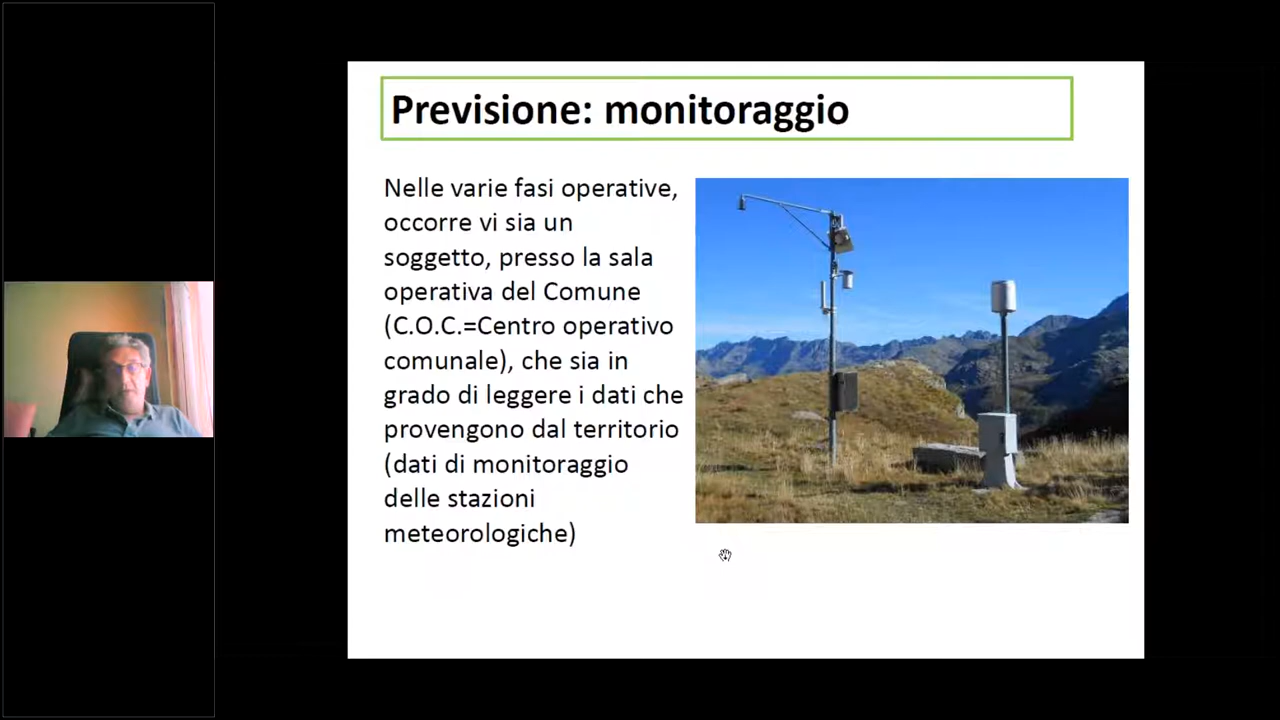 Previsione: monitoraggio
Nelle varie fasi operative,
occorre vi sia un
soggetto, presso la sala
operativa del Comune
(C.O.C.=Centro operativo
comunale), che sia in
grado di leggere i dati che
provengono dal territorio
(dati di monitoraggio
delle stazioni
meteorologiche)